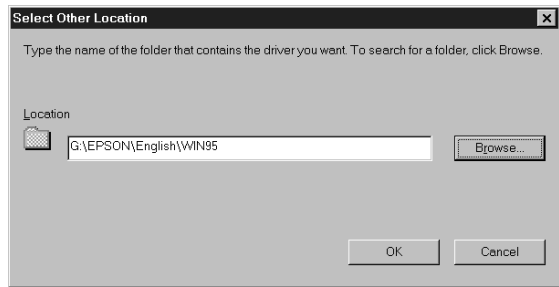 Select Other Location
Type the name of the folder that contains the driver you want. To search for a folder, click Browse.
Location
G:\EPSON\English\WIN95
Browse...
OK
Cancel